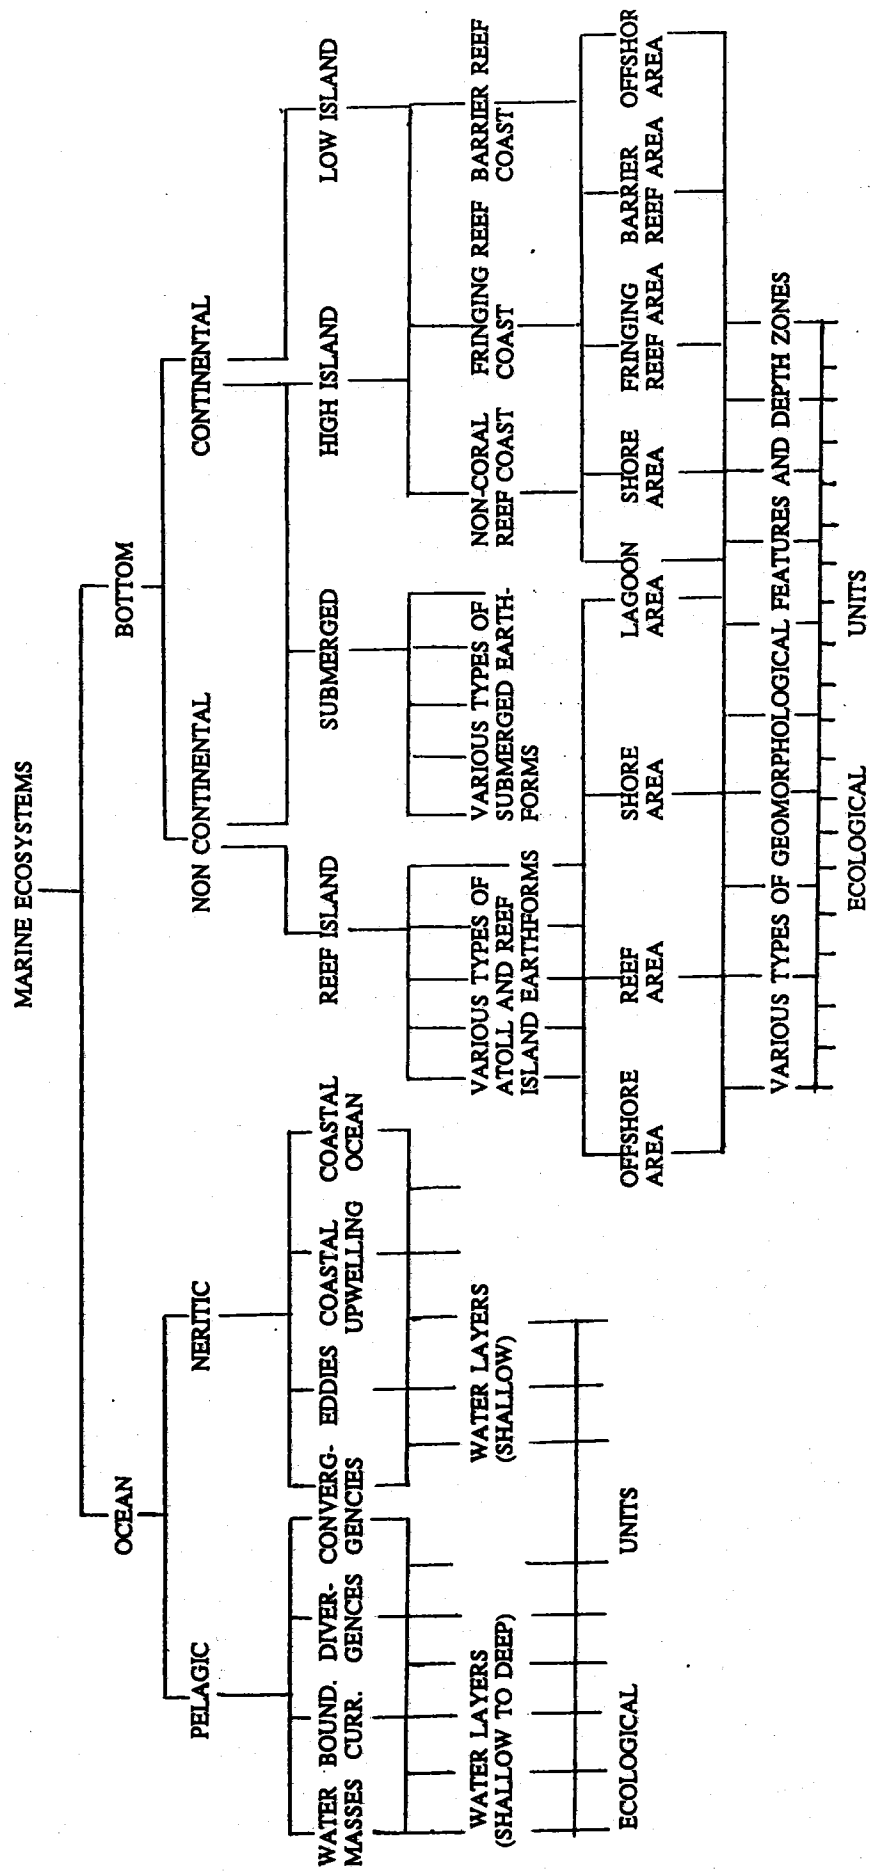 MARINE ECOSYSTEMS
OCEAN
BOTTOM
PELAGIC
NERITIC
NON CONTINENTAL
CONTINENTAL
WATER
MASSES
BOUND.
CURR.
DIVER-
GENCES
CONVERG-
GENCIES
EDDIES
COASTAL
UPWELLING
COASTAL
OCEAN
REEF ISLAND
SUBMERGED
HIGH ISLAND
LOW ISLAND
WATER LAYERS
(SHALLOW TO DEEP)
WATER LAYERS
(SHALLOW)
VARIOUS TYPES OF
ATOLL AND REEF
ISLAND EARTHFORMS
VARIOUS TYPES OF
SUBMERGED EARTH-
FORMS
NON-CORAL
REEF COAST
FRINGING REEF
COAST
BARRIER REEF
COAST
ECOLOGICAL
UNITS
OFFSHORE
AREA
REEF
AREA
SHORE
AREA
LAGOON
AREA
SHORE
AREA
FRINGING
REEF AREA
BARRIER
REEF AREA
OFFSHOR
AREA
VARIOUS TYPES OF GEOMORPHOLOGICAL FEATURES AND DEPTH ZONES
ECOLOGICAL
UNITS